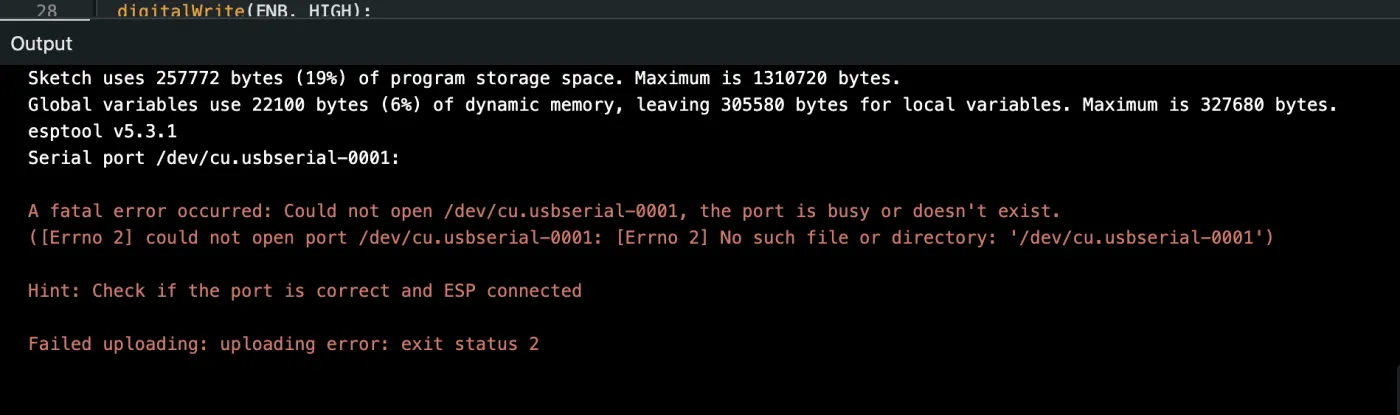 28 digitalWrite(ENB, HIGH);
Output
Sketch uses 257772 bytes (19%) of program storage space. Maximum is 1310720 bytes.
Global variables use 22100 bytes (6%) of dynamic memory, leaving 305580 bytes for local variables. Maximum is 327680 bytes.
esptool v5.3.1
Serial port /dev/cu.usbserial-0001:
A fatal error occurred: Could not open /dev/cu.usbserial-0001, the port is busy or doesn't exist.
([Errno 2] could not open port /dev/cu.usbserial-0001: [Errno 2] No such file or directory: '/dev/cu.usbserial-0001')
Hint: Check if the port is correct and ESP connected
Failed uploading: uploading error: exit status 2